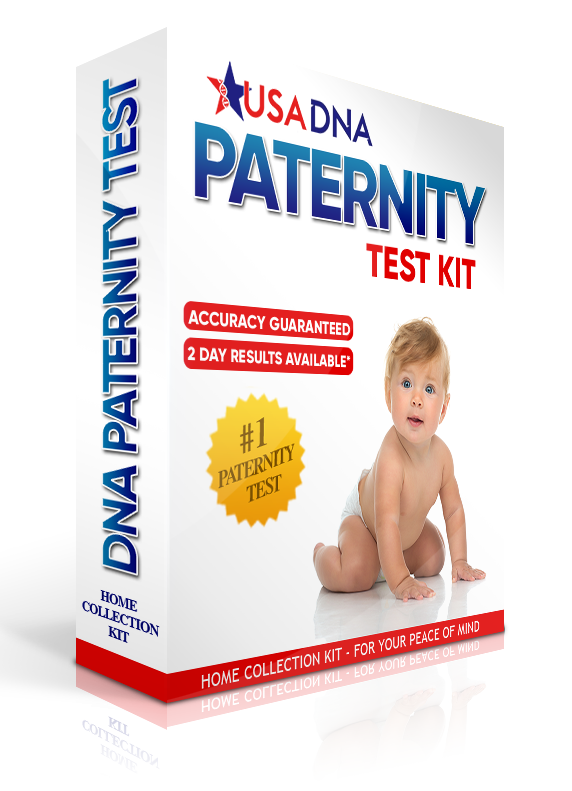 USA DNA
PATERNITY
TEST KIT
ACCURACY GUARANTEED
2 DAY RESULTS AVAILABLE*
#1
PATERNITY
TEST
HOME COLLECTION KIT - FOR YOUR PEACE OF MIND
DNA PATERNITY TEST
HOME
COLLECTION
KIT